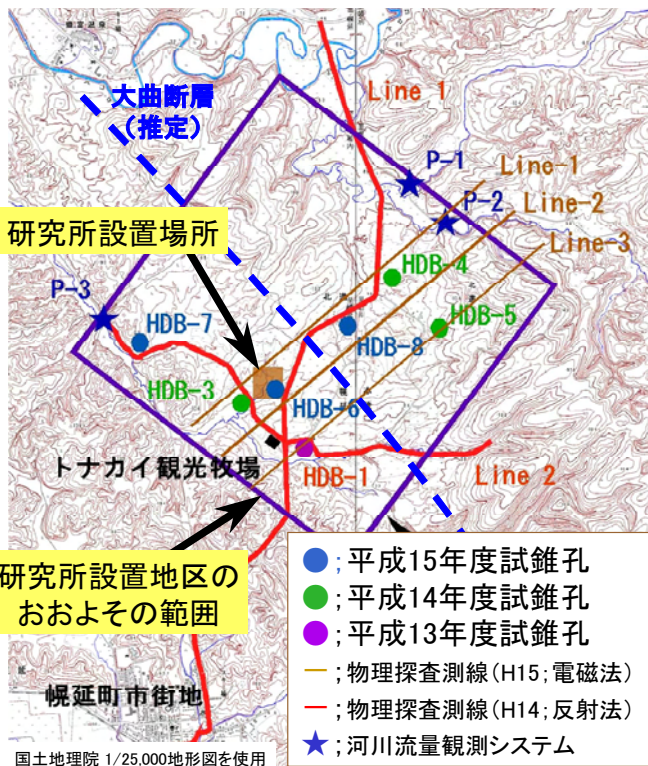 大曲断層
（推定）
Line 1
P-1
Line-1
P-2
Line-2
Line-3
研究所設置場所
HDB-4
P-3
HDB-7
HDB-5
HDB-8
HDB-3
HDB-6
トナカイ観光牧場
HDB-1
Line 2
研究所設置地区の
おおよその範囲
●；平成15年度試錐孔
●；平成14年度試錐孔
●；平成13年度試錐孔
―；物理探査測線（H15；電磁法）
―；物理探査測線（H14；反射法）
★；河川流量観測システム
幌延町市街地
国土地理院 1/25,000地形図を使用